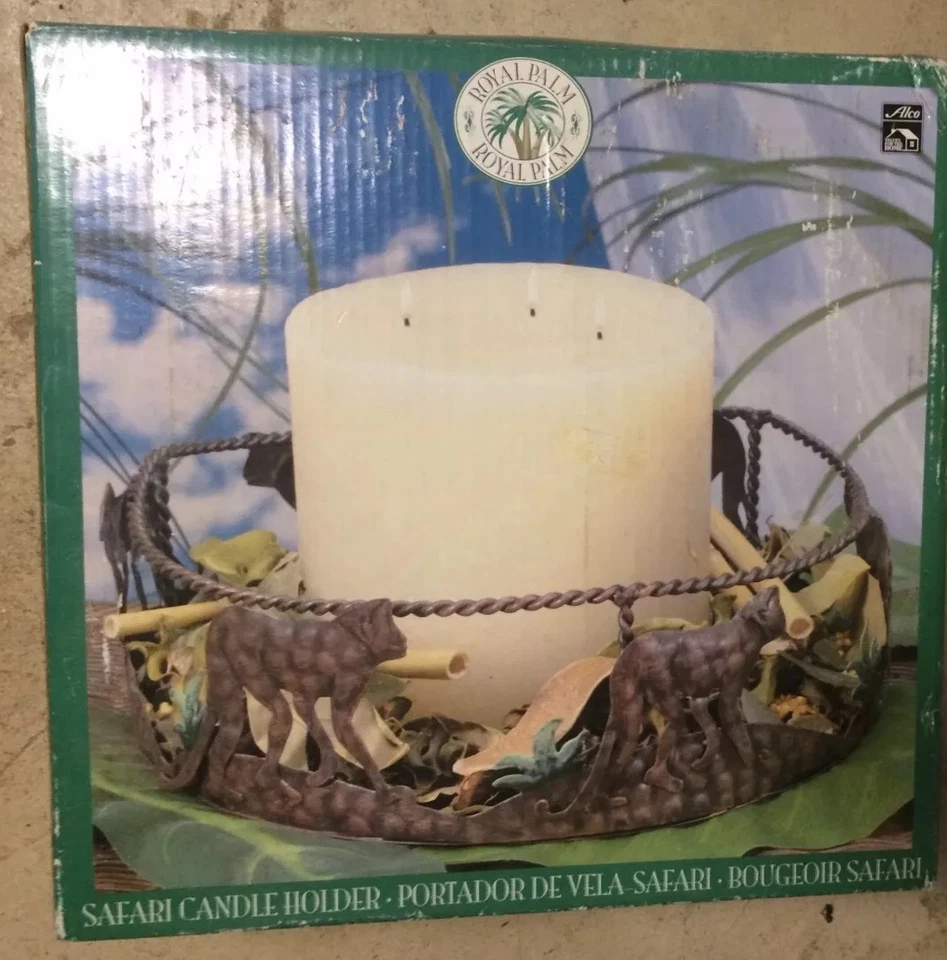 ROYAL PALM
ROYAL PALM
Alco
SAFARI CANDLE HOLDER · PORTADOR DE VELA SAFARI · BOUGEOIR SAFARI